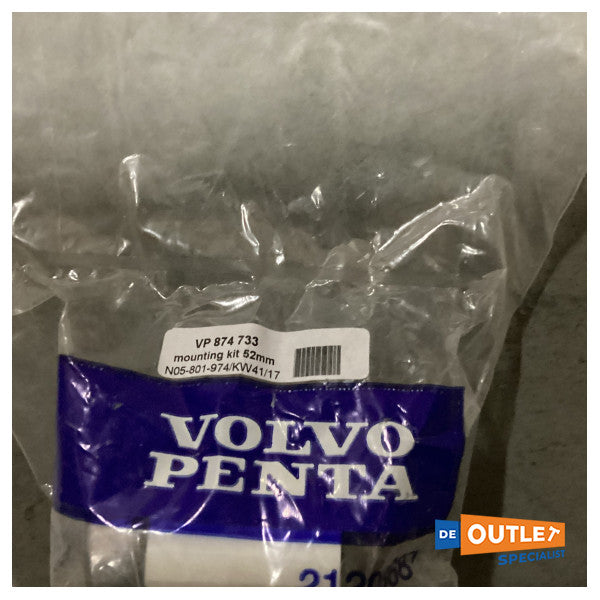 VP 874 733
mounting kit 52mm
N05-801-974/KW41/17
VOLVO
PENTA
DE OUTLET
SPECIALIST